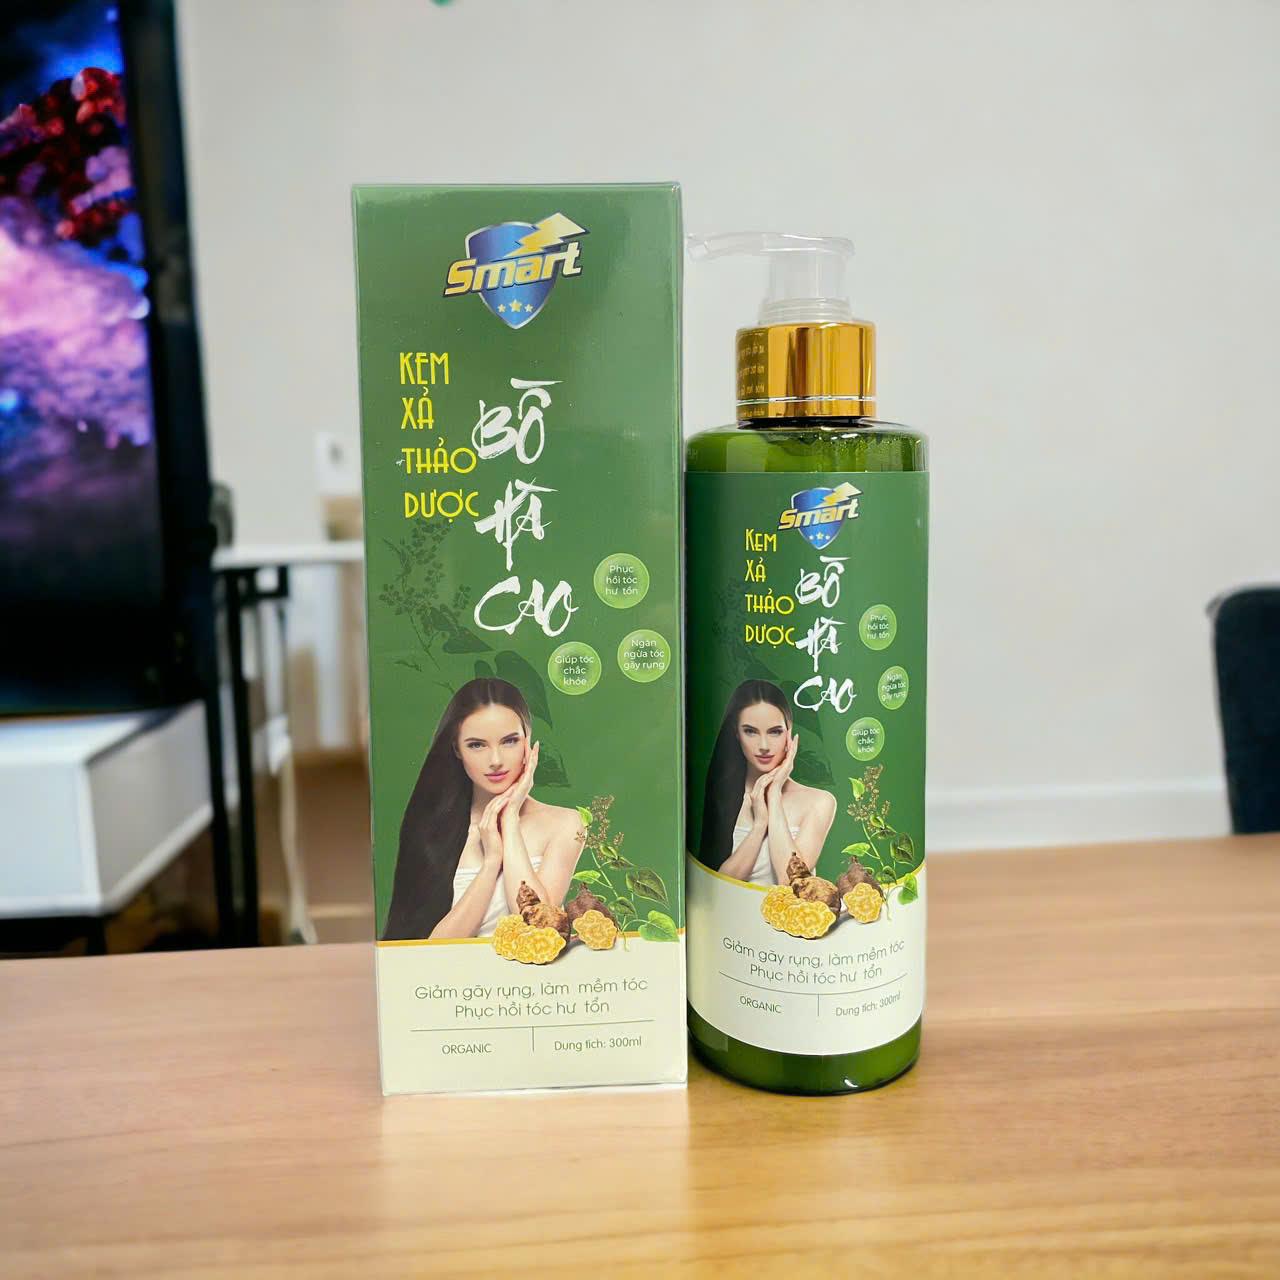 Smart
KEM
XẢ
THẢO
DƯỢC
BỒ
HÀ
CAO
Phục
hồi tóc
hư tổn
Ngăn
ngừa tóc
gãy rụng
Giúp tóc
chắc
khỏe
Giảm gãy rụng, làm mềm tóc
Phục hồi tóc hư tổn
ORGANIC
Dung tích: 300ml
Smart
KEM
XẢ
THẢO
DƯỢC
BỒ
HÀ
CAO
Phục
hồi tóc
hư tổn
Ngăn
ngừa tóc
gãy rụng
Giúp tóc
chắc
khỏe
Giảm gãy rụng, làm mềm tóc
Phục hồi tóc hư tổn
ORGANIC
Dung tích: 300ml